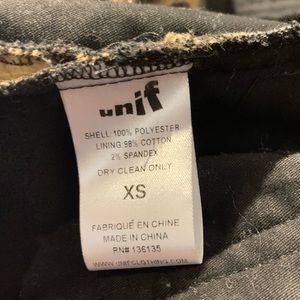 unif
SHELL 100% POLYESTER
LINING 98% COTTON
2% SPANDEX
DRY CLEAN ONLY
XS
FABRIQUÉ EN CHINE
MADE IN CHINA
RN# 136135
WWW.UNIFCLOTHING.COM